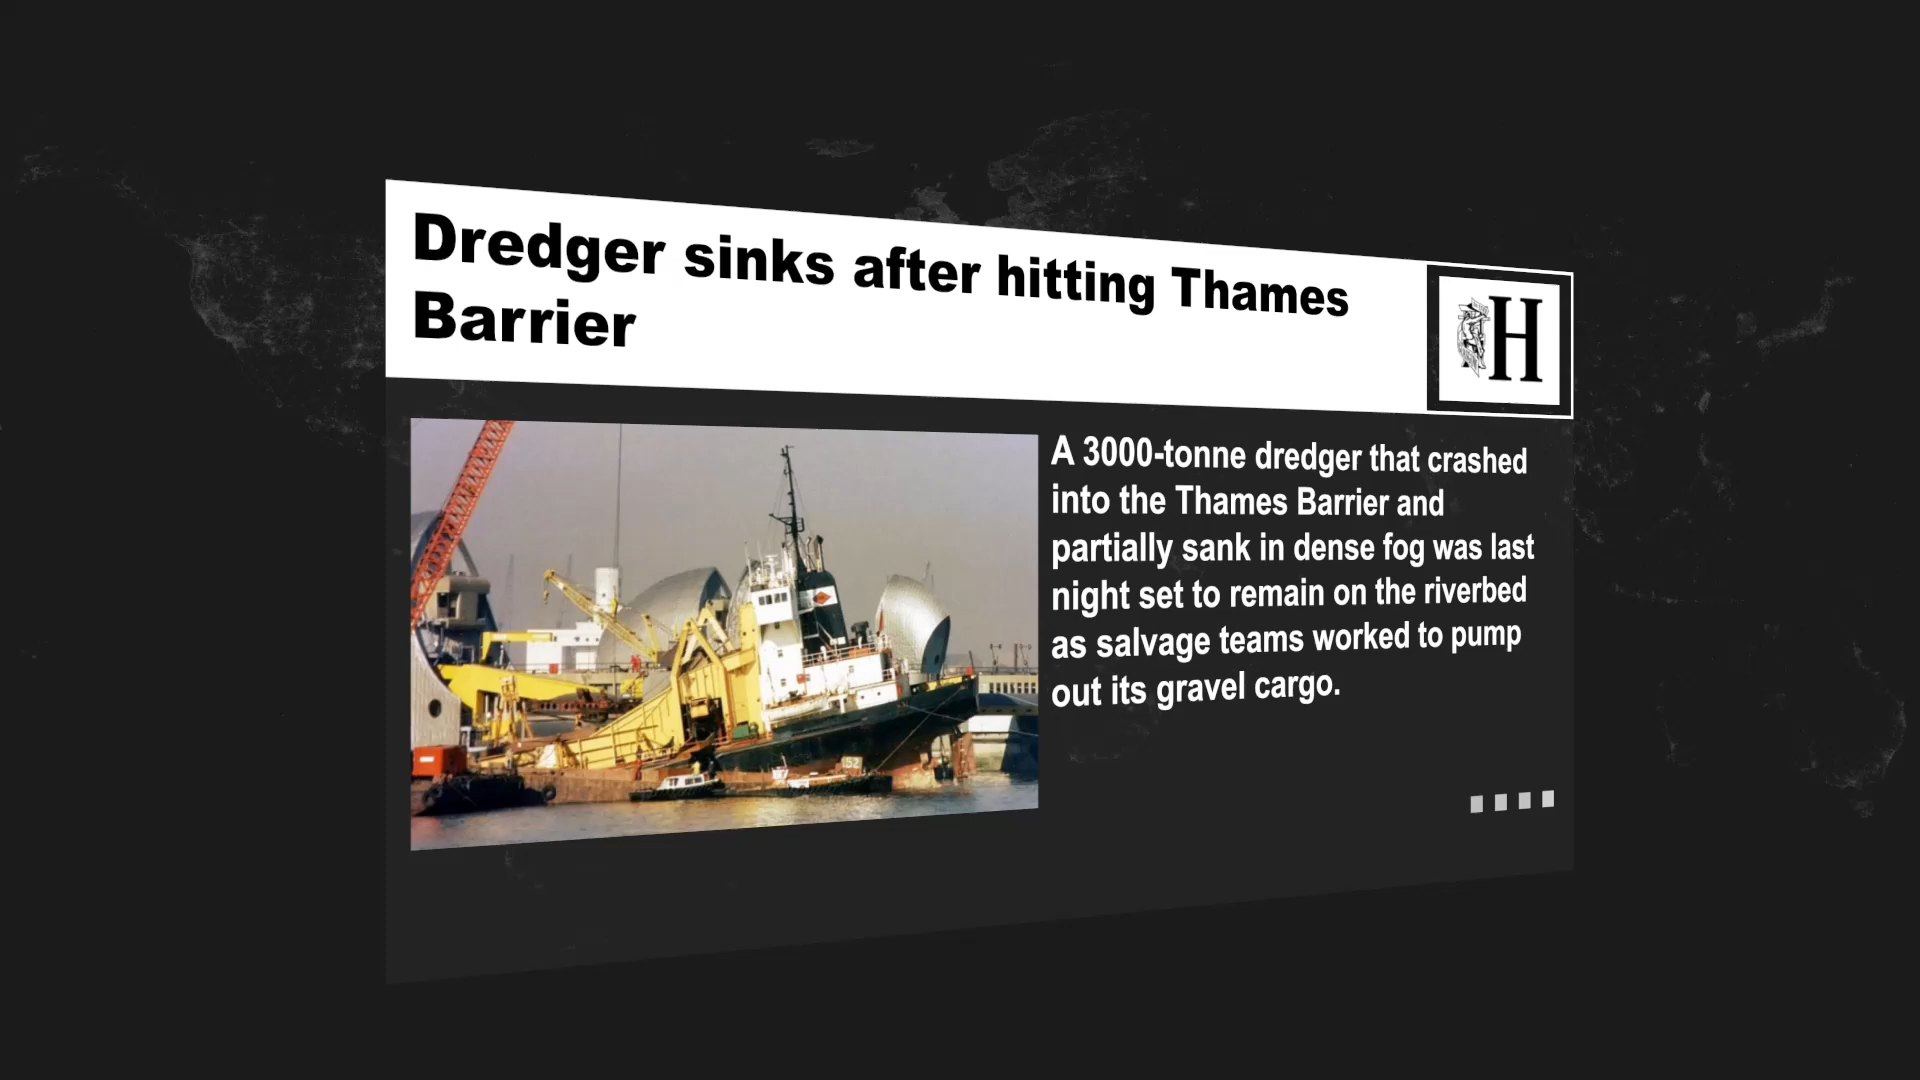 Dredger sinks after hitting Thames
Barrier
H
A 3000-tonne dredger that crashed
into the Thames Barrier and
partially sank in dense fog was last
night set to remain on the riverbed
as salvage teams worked to pump
out its gravel cargo.
52